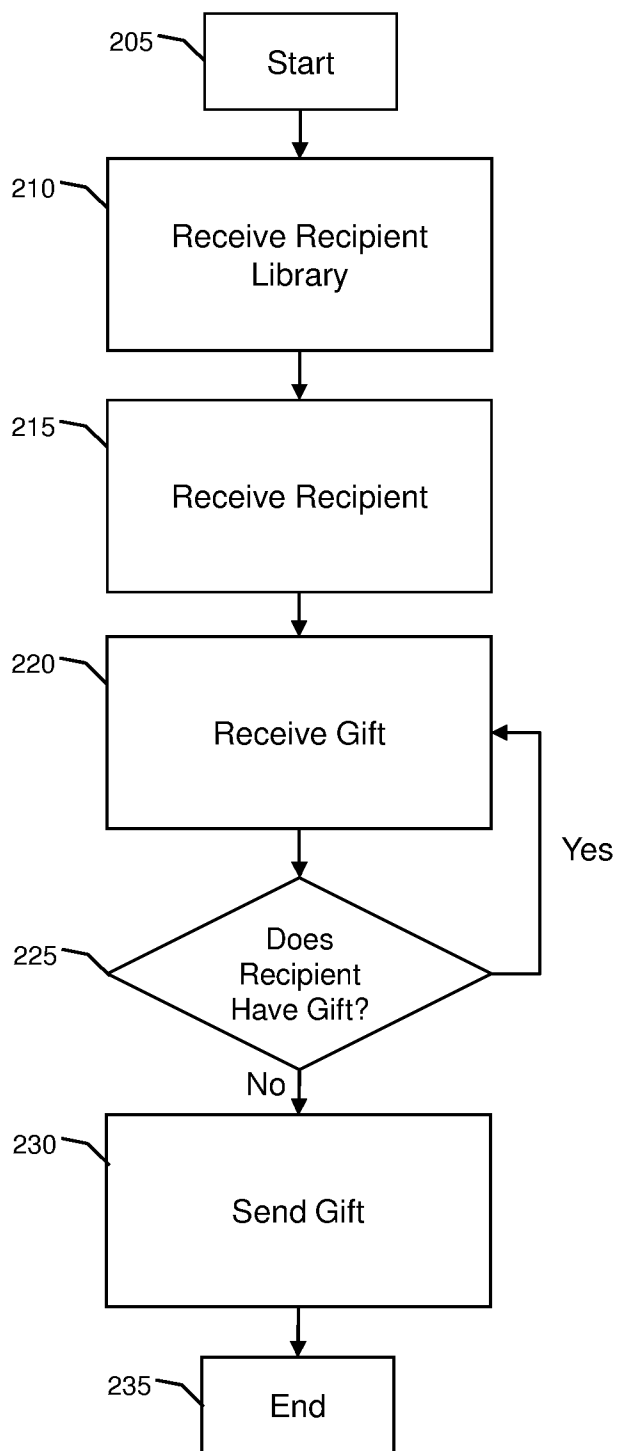 205
Start
210
Receive Recipient
Library
215
Receive Recipient
220
Receive Gift
Yes
225
Does
Recipient
Have Gift?
No
230
Send Gift
235
End